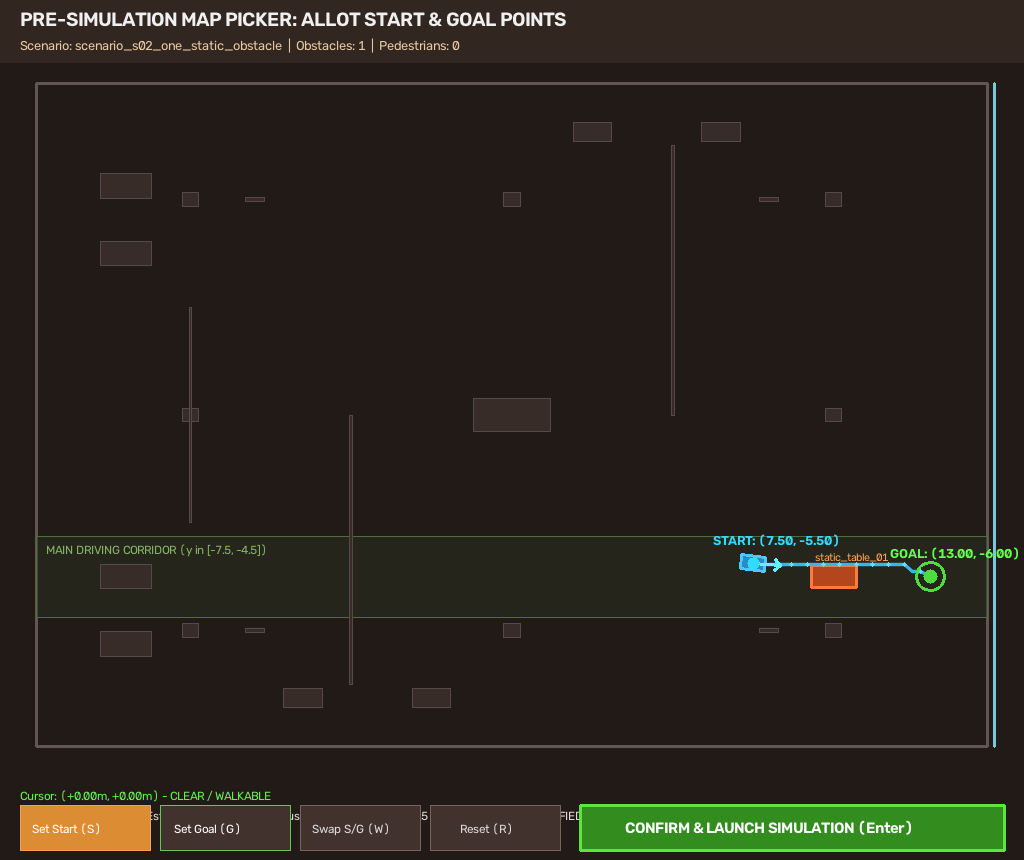 PRE-SIMULATION MAP PICKER: ALLOT START & GOAL POINTS
Scenario: scenario_s02_one_static_obstacle | Obstacles: 1 | Pedestrians: 0
START: (7.50, -5.50)
MAIN DRIVING CORRIDOR (y in [-7.5, -4.5])
static_table_01
GOAL: (13.00, -6.00)
Cursor: (+0.00m, +0.00m) - CLEAR / WALKABLE
Set Start (S)
Set Goal (G)
Swap S/G (W)
Reset (R)
CONFIRM & LAUNCH SIMULATION (Enter)